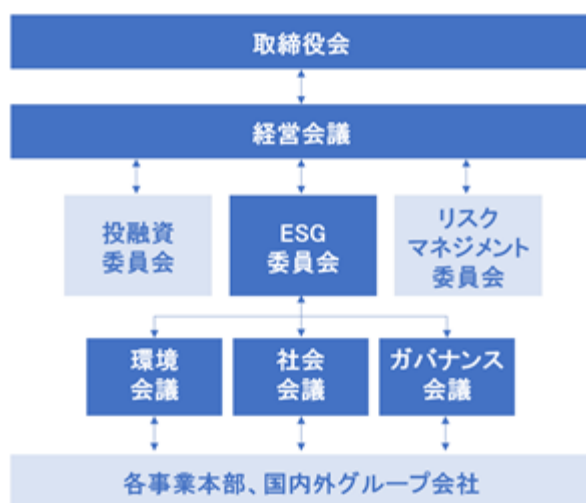 取締役会
経営会議
投融資
委員会
ESG
委員会
リスク
マネジメント
委員会
環境
会議
社会
会議
ガバナンス
会議
各事業本部、国内外グループ会社